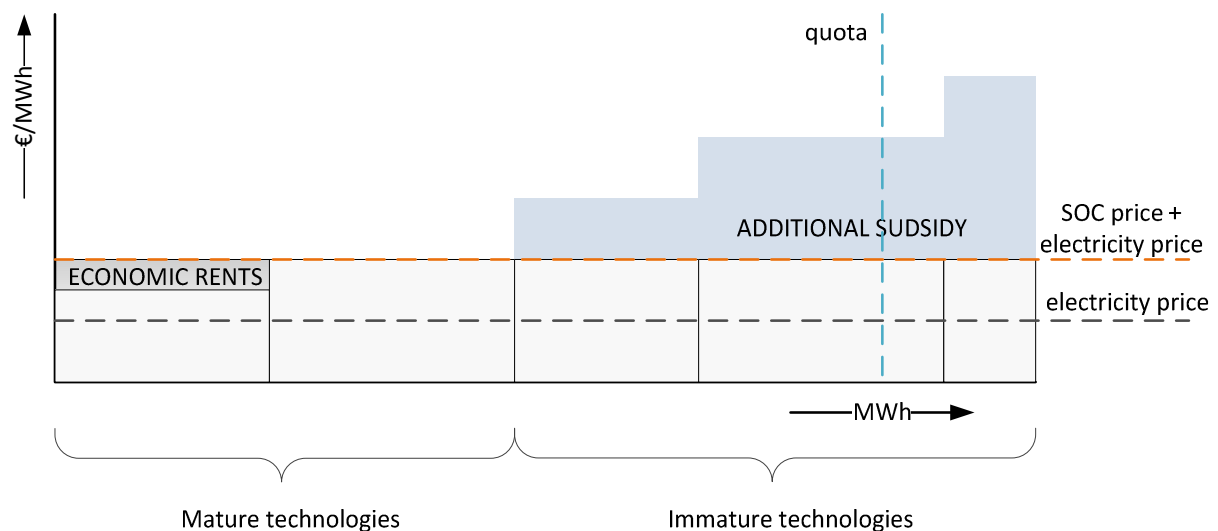 €/MWh
quota
ADDITIONAL SUDSIDY
SOC price +
electricity price
ECONOMIC RENTS
electricity price
MWh
Mature technologies
Immature technologies